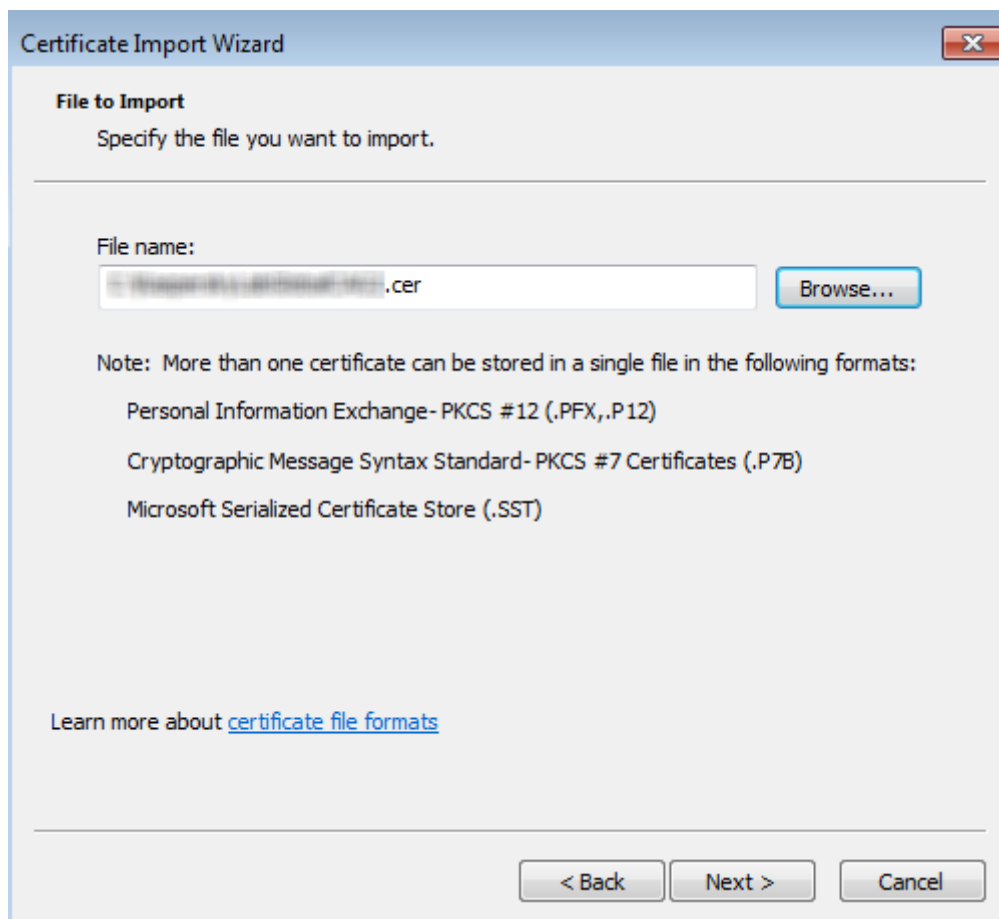 Certificate Import Wizard
File to Import
Specify the file you want to import.
File name:
.cer
Browse...
Note: More than one certificate can be stored in a single file in the following formats:
Personal Information Exchange- PKCS #12 (.PFX,.P12)
Cryptographic Message Syntax Standard- PKCS #7 Certificates (.P7B)
Microsoft Serialized Certificate Store (.SST)
Learn more about certificate file formats
< Back Next > Cancel